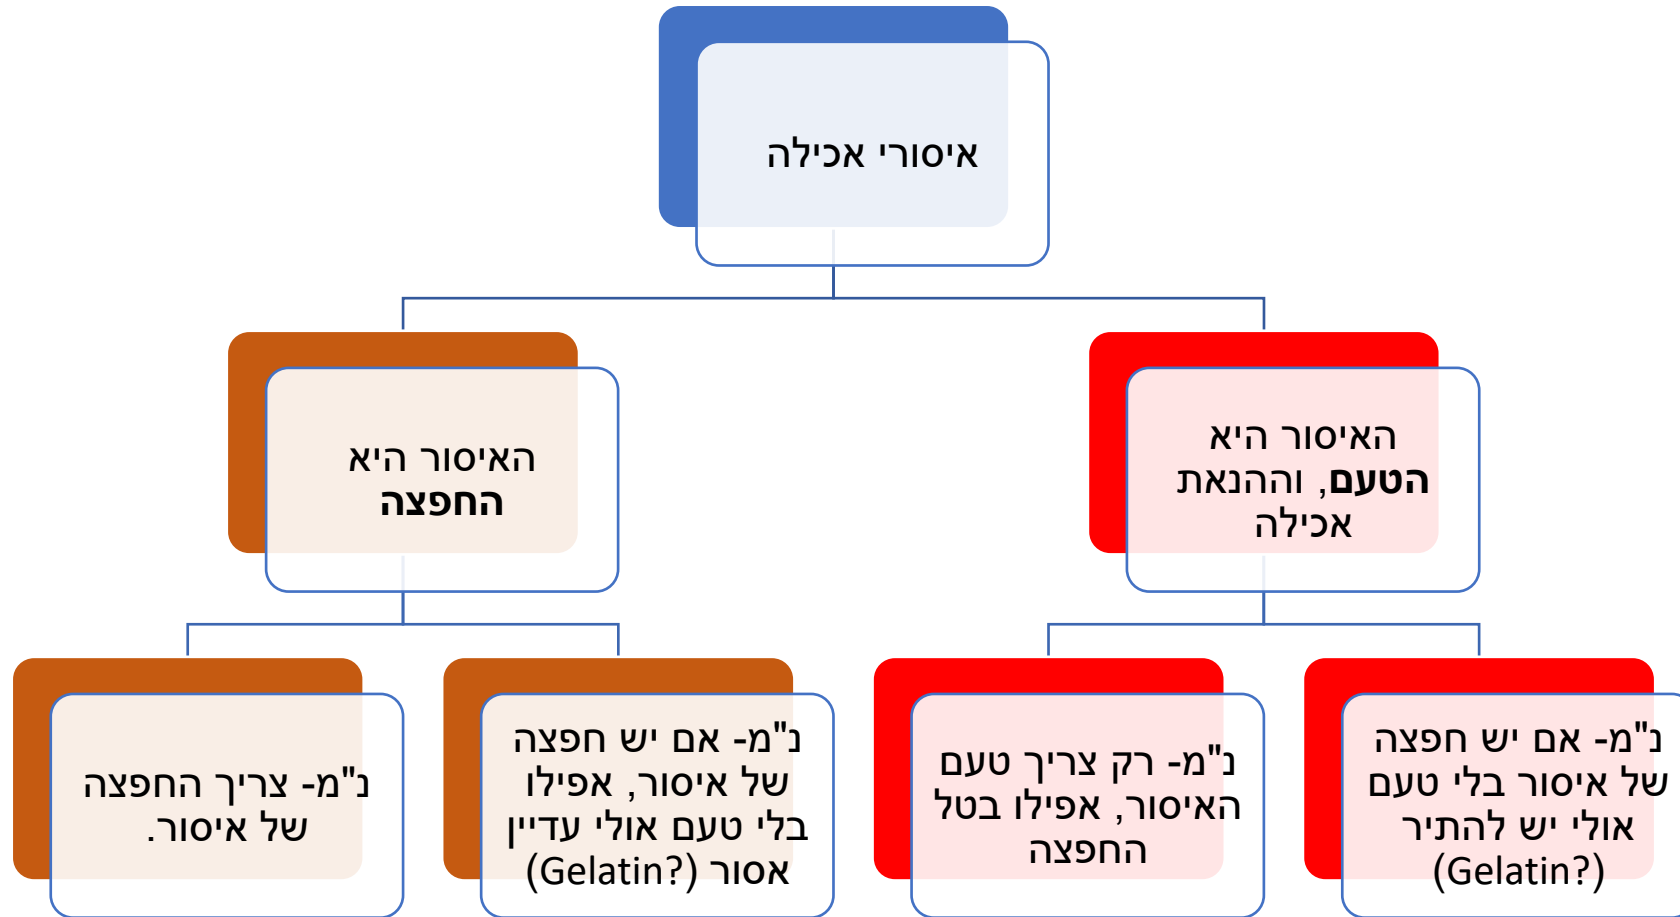 איסורי אכילה
האיסור היא
הטעם, וההנאת
אכילה
האיסור היא
החפצה
נ"מ- אם יש חפצה
של איסור בלי טעם
אולי יש להתיר
(Gelatin?)
נ"מ- רק צריך טעם
האיסור, אפילו בטל
החפצה
נ"מ- אם יש חפצה
של איסור, אפילו
בלי טעם אולי עדיין
אסור (Gelatin?)
נ"מ- צריך החפצה
של איסור.